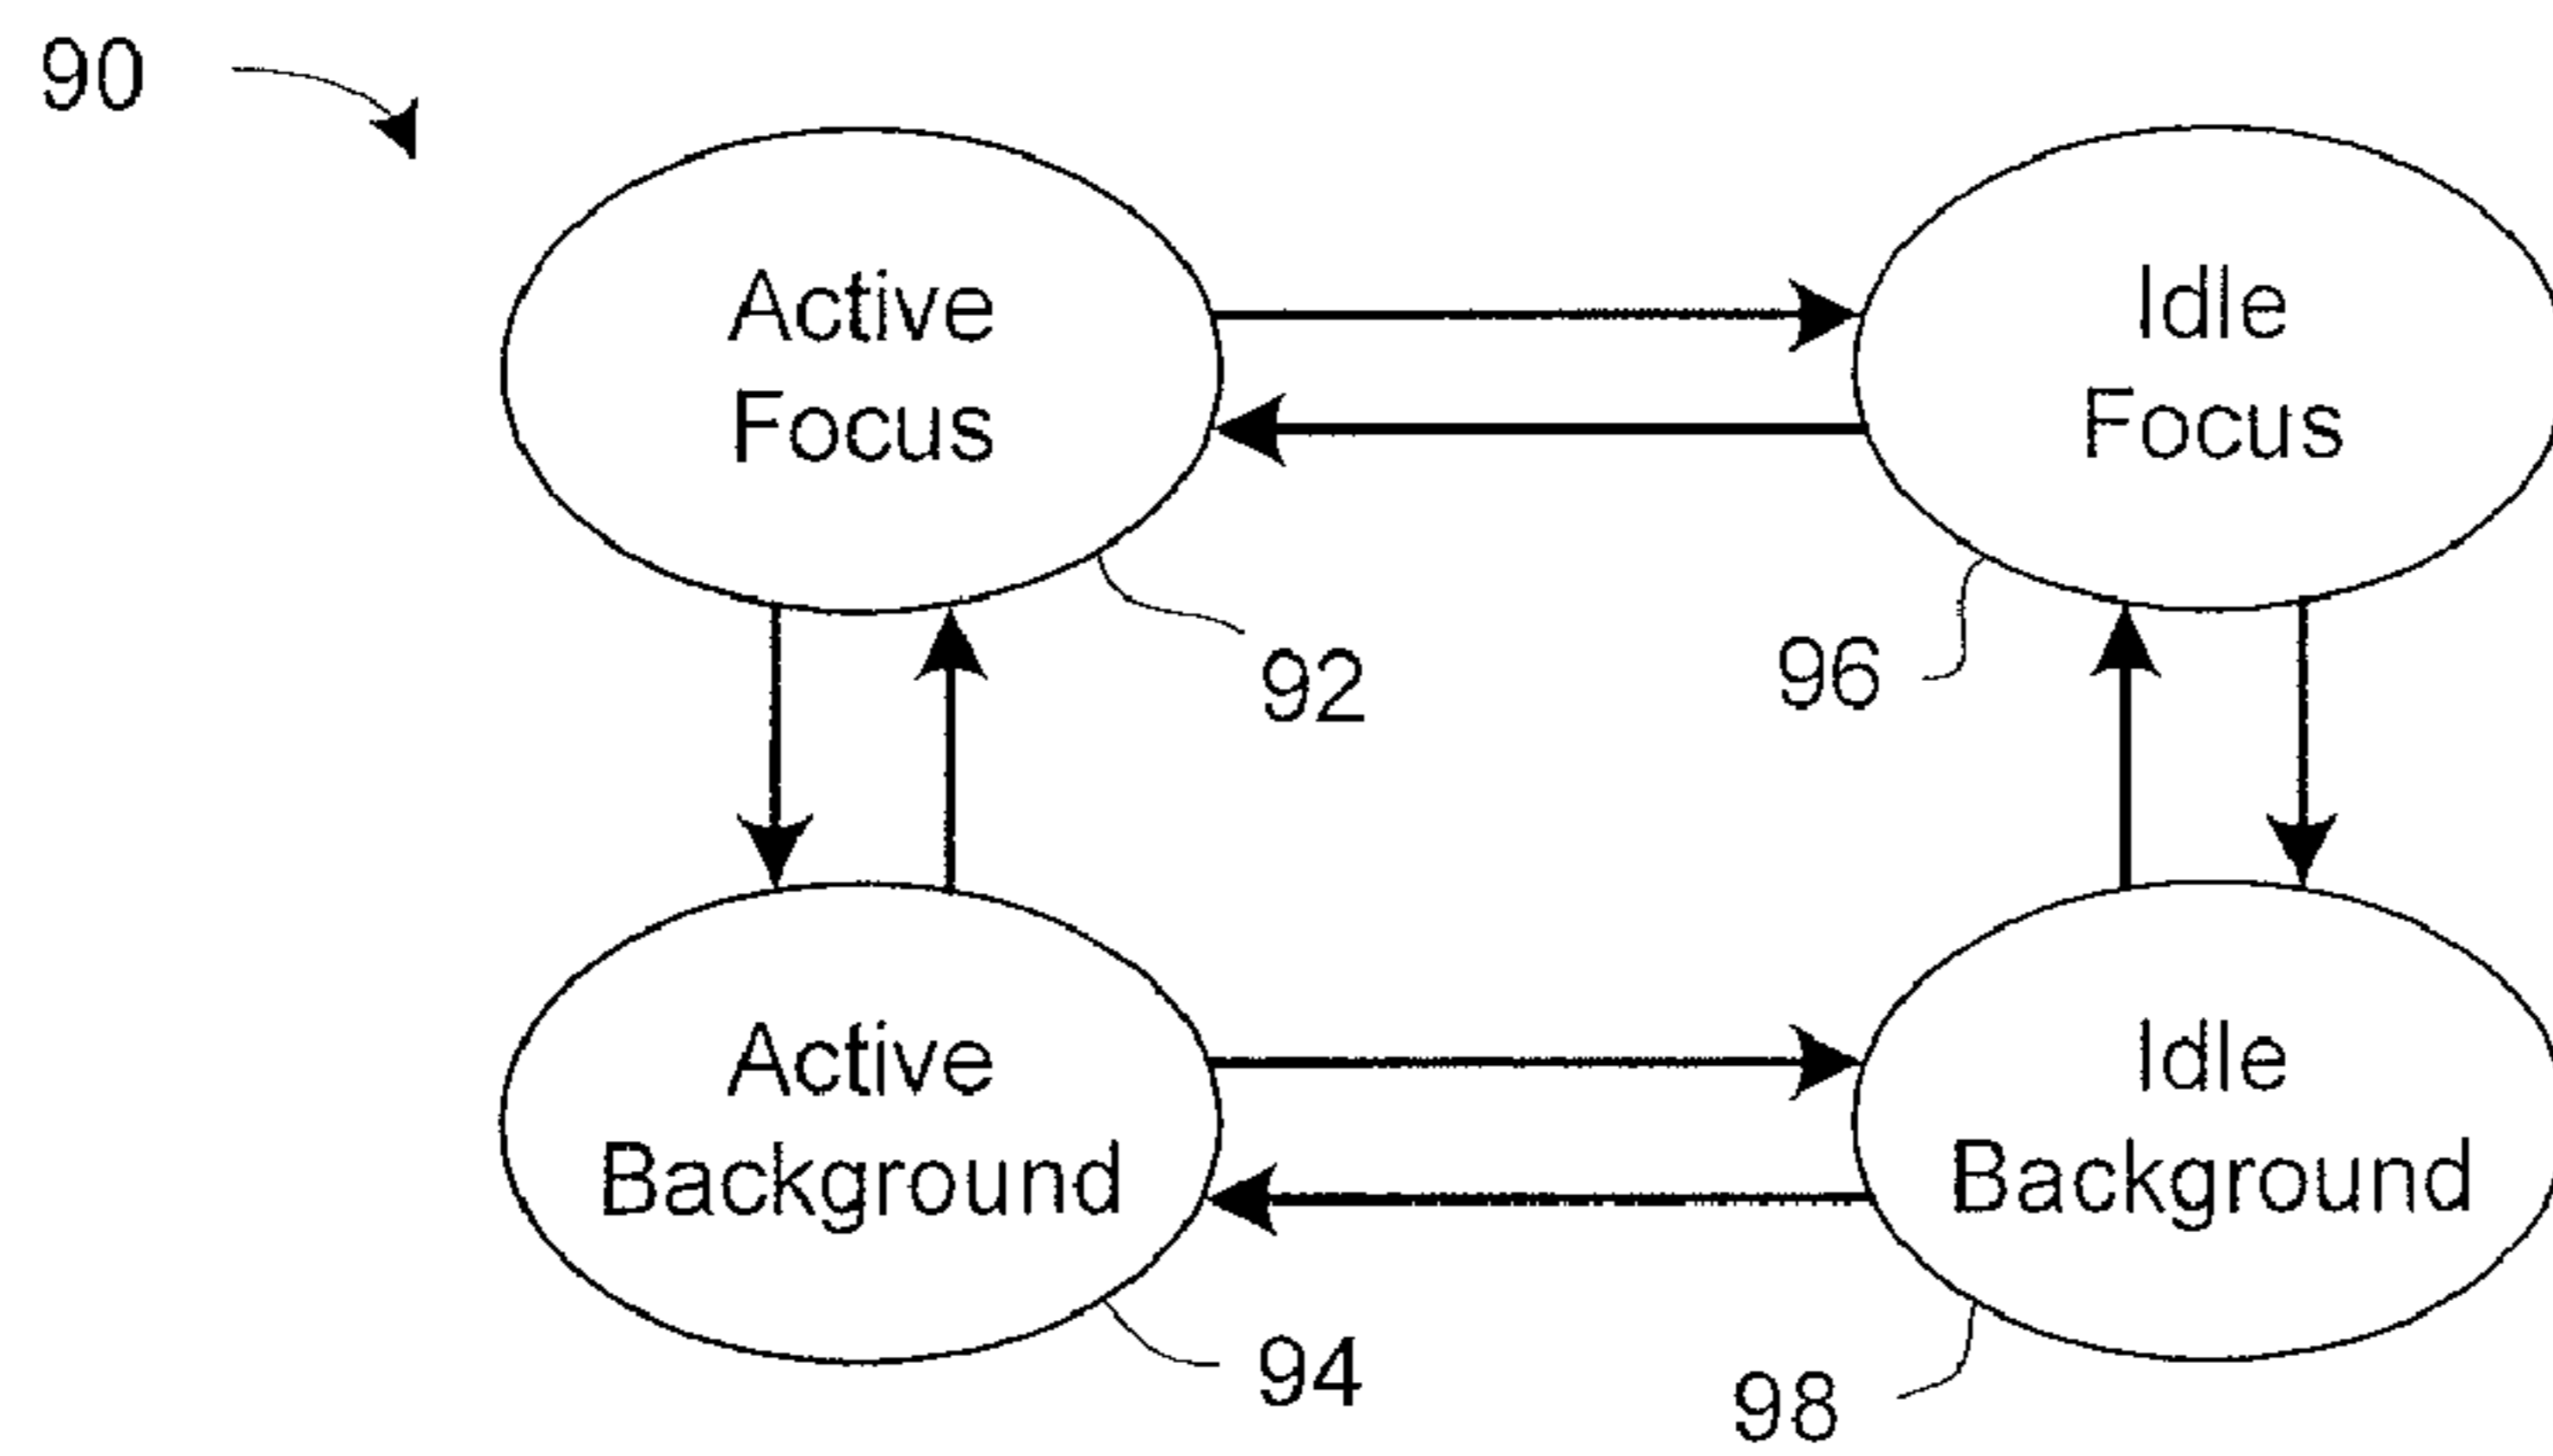 90
Active
Focus
Idle
Focus
92
96
Active
Background
Idle
Background
94
98